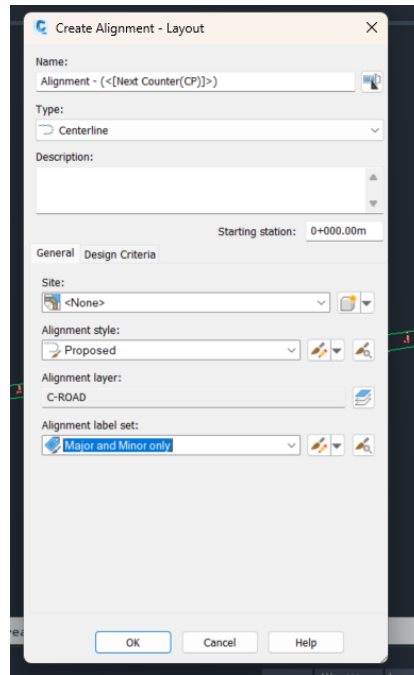 Create Alignment - Layout
Name:
Alignment - (<[Next Counter(CP)]>)
Type:
Centerline
Description:
Starting station: 0+000.00m
General Design Criteria
Site:
<None>
Alignment style:
Proposed
Alignment layer:
C-ROAD
Alignment label set:
Major and Minor only
OK Cancel Help